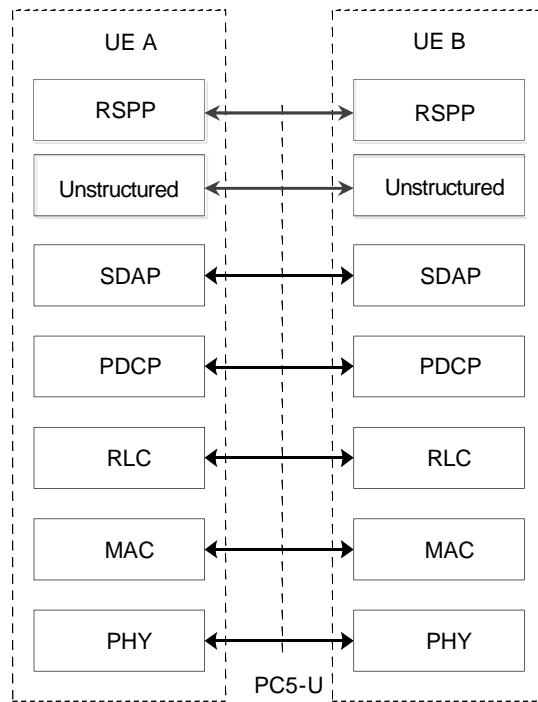 UE A UE B
RSPP RSPP
Unstructured Unstructured
SDAP SDAP
PDCP PDCP
RLC RLC
MAC MAC
PHY PHY
PC5-U